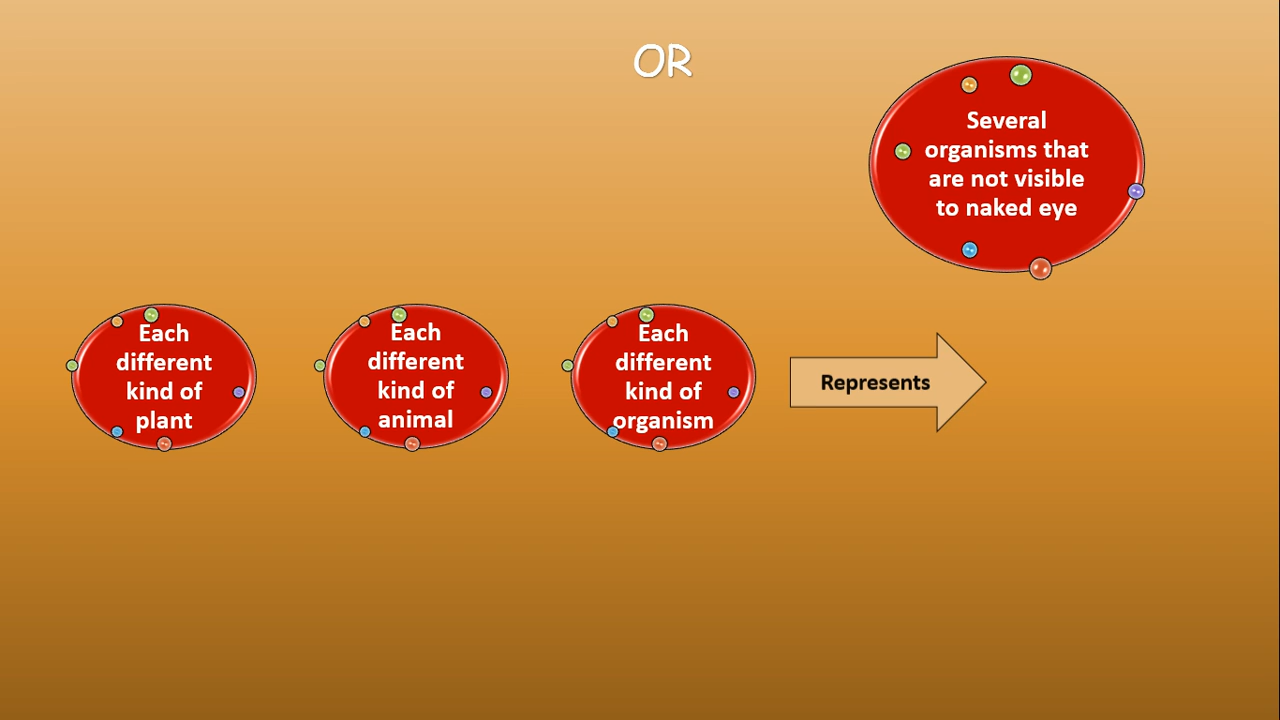 OR
Several
organisms that
are not visible
to naked eye
Each
different
kind of
plant
Each
different
kind of
animal
Each
different
kind of
organism
Represents